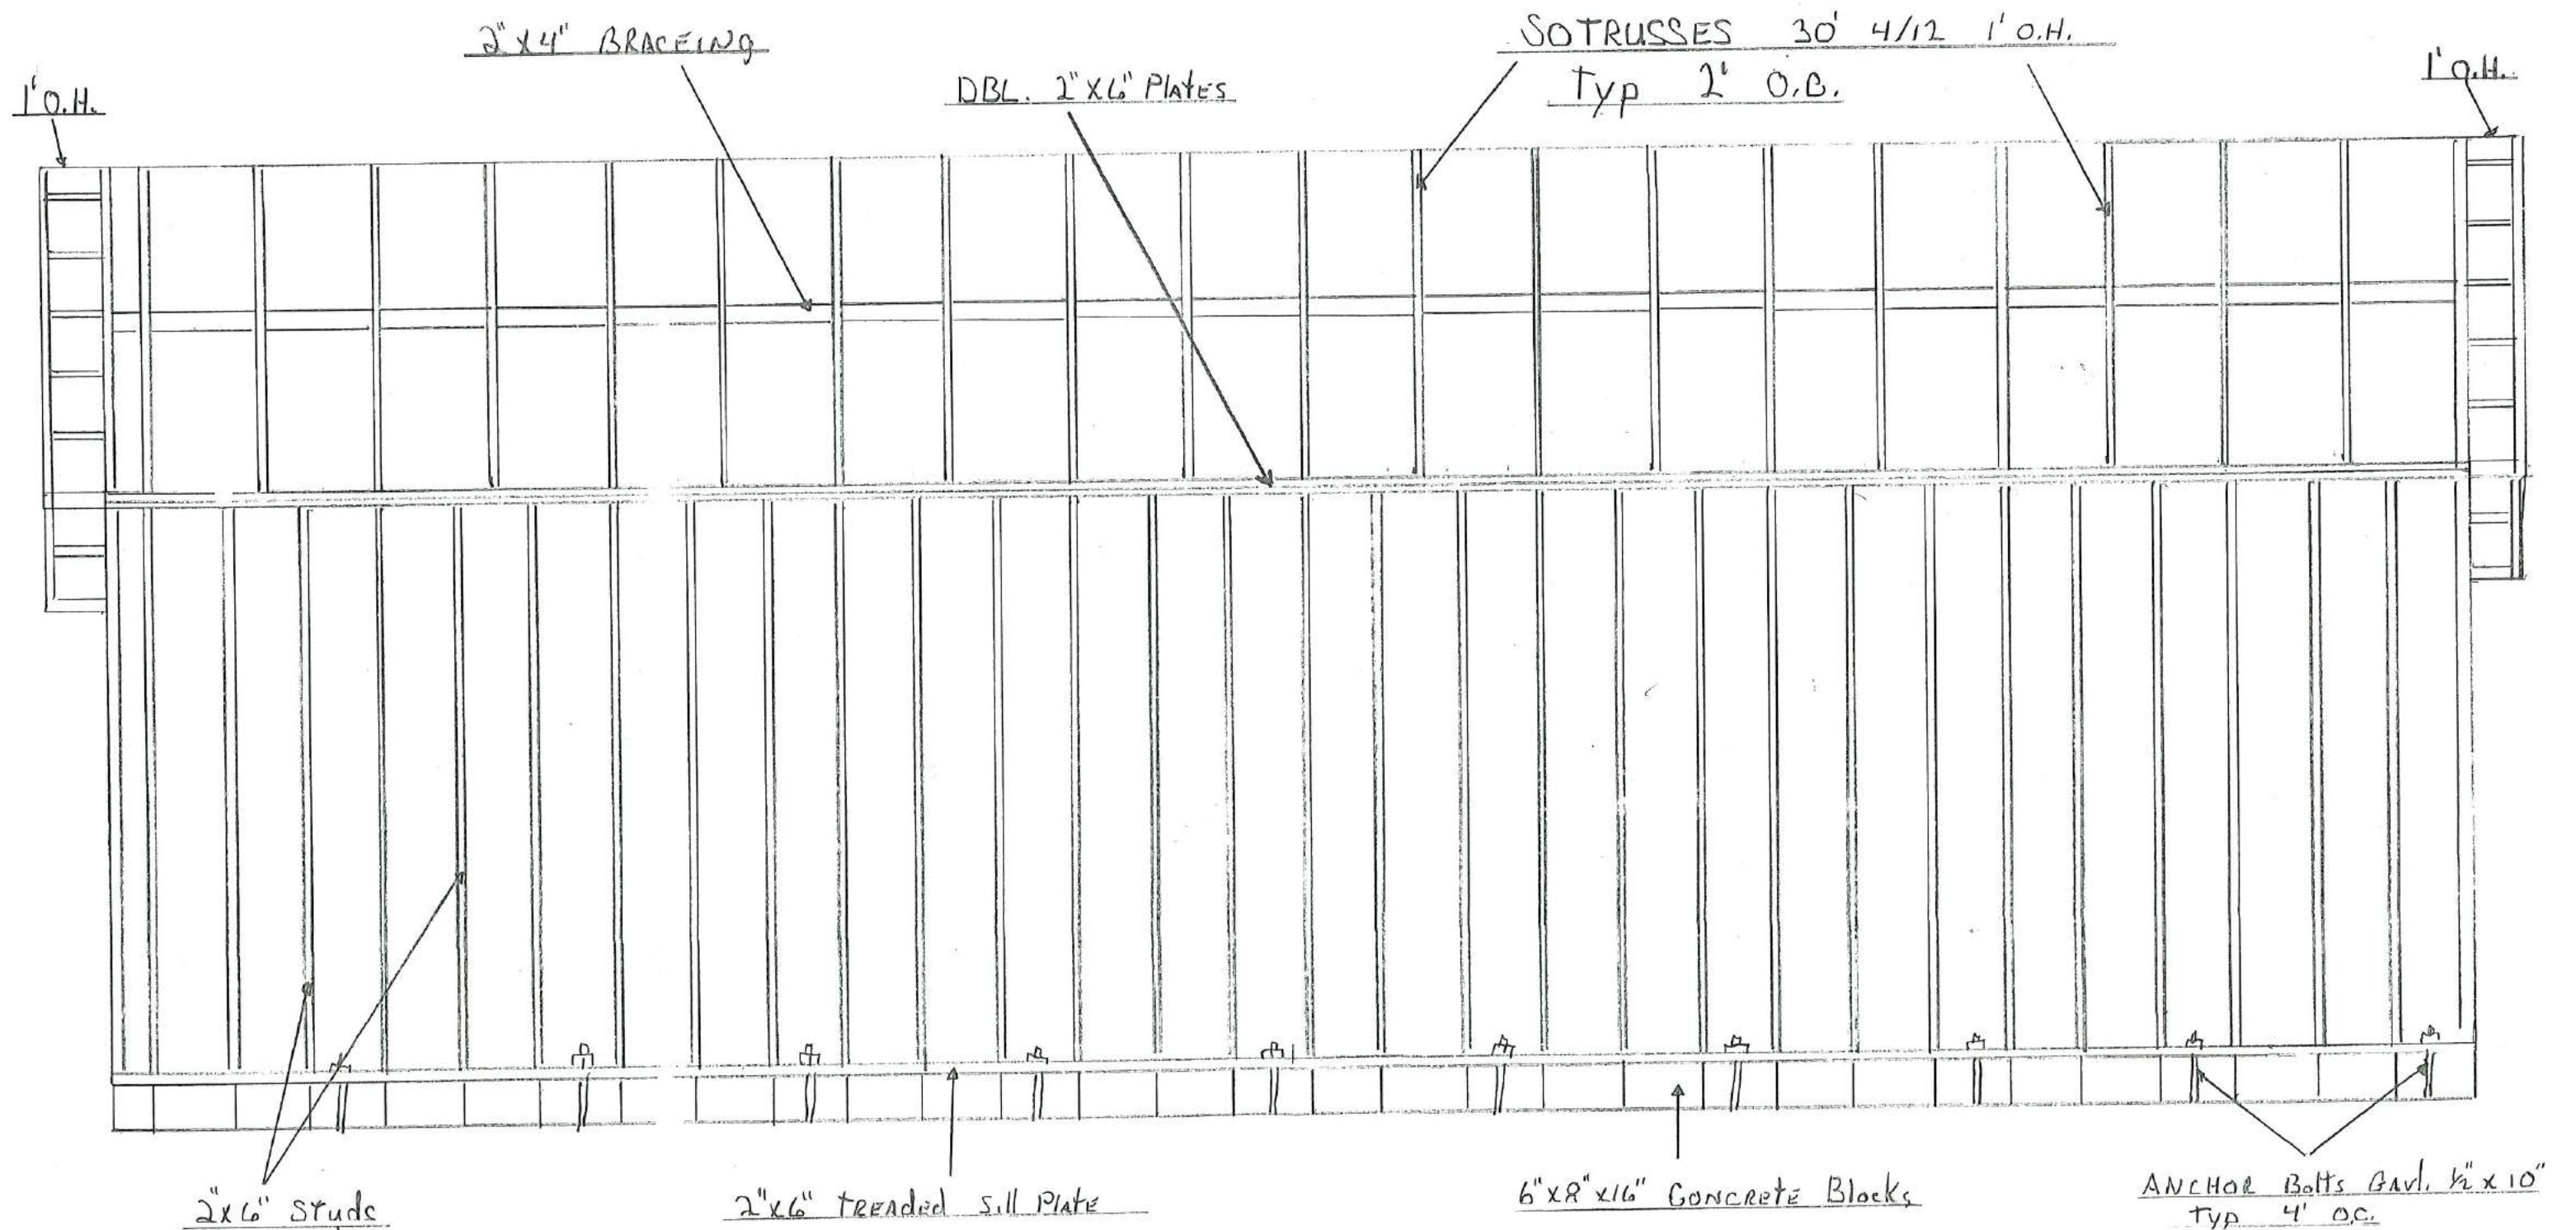 2"X4" BRACEING
SOTRUSSES 30' 4/12 1' O.H.
Typ 2' O.C.
DBL. 2"X6" PlAtES
1' O.H.
1' O.H.
2"x6" Studs
2"x6" TREAded Sill PlAtE
6"x8"x16" CONCRETE Blocks
ANCHOR Bolts GAvl. ½" x 10"
Typ 4' O.C.